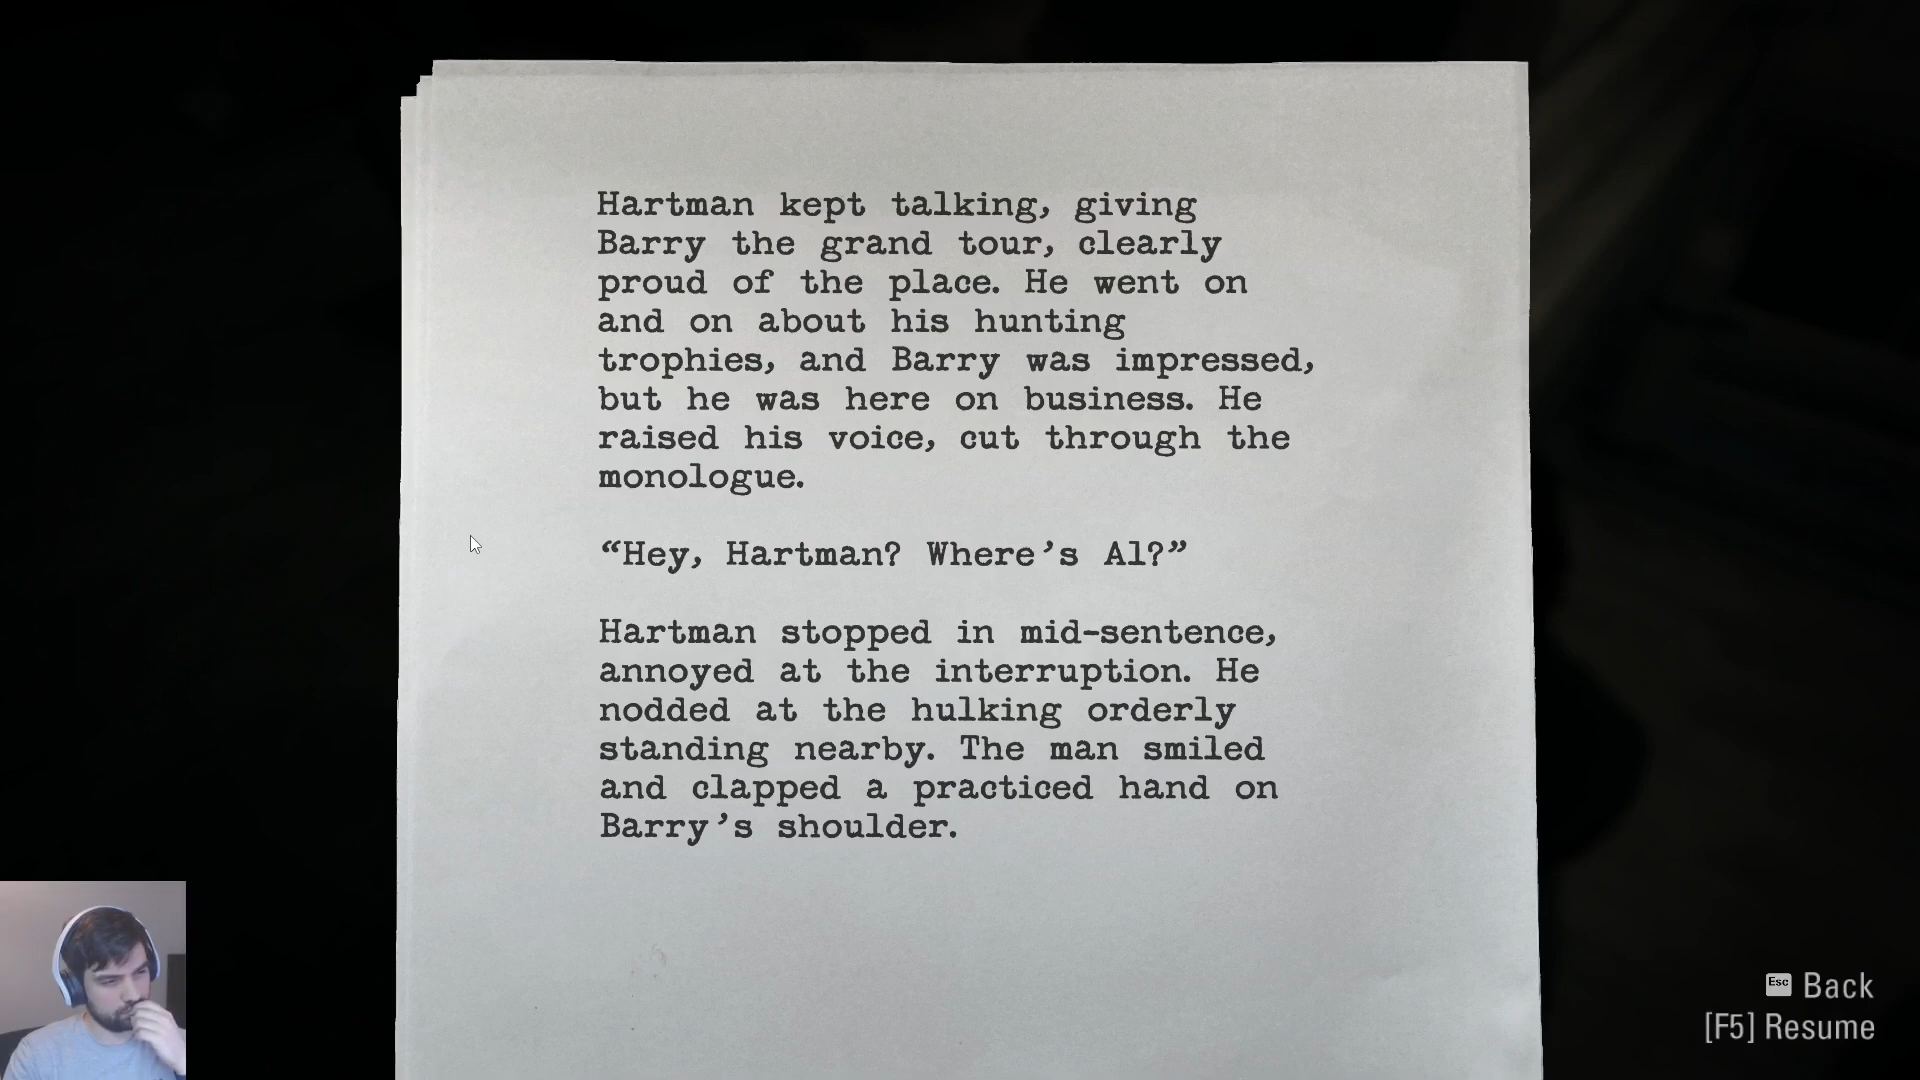 Hartman kept talking, giving
Barry the grand tour, clearly
proud of the place. He went on
and on about his hunting
trophies, and Barry was impressed,
but he was here on business. He
raised his voice, cut through the
monologue.
“Hey, Hartman? Where’s Al?”
Hartman stopped in mid-sentence,
annoyed at the interruption. He
nodded at the hulking orderly
standing nearby. The man smiled
and clapped a practiced hand on
Barry’s shoulder.
Esc Back
[F5] Resume